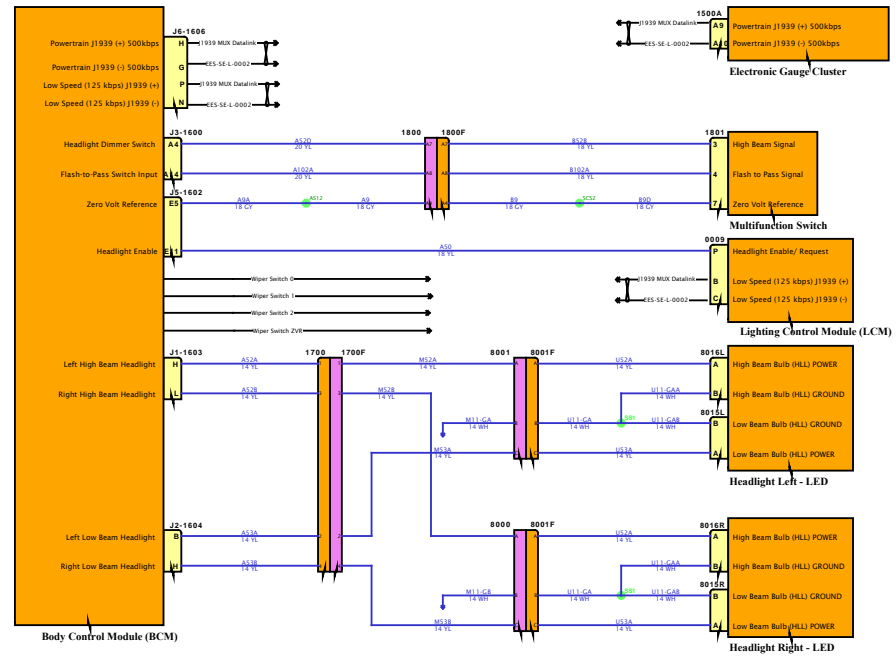 J6-1606
Powertrain J1939 (+) 500kbps
H
J1939 MUX Datalink
Powertrain J1939 (-) 500kbps
G
EES-SE-L-0002
Low Speed (125 kbps) J1939 (+)
P
J1939 MUX Datalink
Low Speed (125 kbps) J1939 (-)
N
EES-SE-L-0002
1500A
J1939 MUX Datalink
A9
Powertrain J1939 (+) 500kbps
EES-SE-L-0002
Powertrain J1939 (-) 500kbps
Electronic Gauge Cluster
J3-1600
1800
1800F
1801
Headlight Dimmer Switch
A4
A52D
20 YL
A7
A7
B52B
18 YL
3
High Beam Signal
Flash-to-Pass Switch Input
A102A
20 YL
A8
A8
B102A
18 YL
4
Flash to Pass Signal
J5-1602
Zero Volt Reference
E5
A9A
18 GY
AS12
A9
18 GY
B9
18 GY
SCS2
B9D
18 GY
7
Zero Volt Reference
Multifunction Switch
0009
Headlight Enable
A50
18 YL
P
Headlight Enable/ Request
Wiper Switch 0
Wiper Switch 1
Wiper Switch 2
Wiper Switch ZVR
J1939 MUX Datalink
B
Low Speed (125 kbps) J1939 (+)
EES-SE-L-0002
C
Low Speed (125 kbps) J1939 (-)
Lighting Control Module (LCM)
J1-1603
1700
1700F
8001
8001F
8016L
Left High Beam Headlight
H
A52A
14 YL
M52A
14 YL
A
A
U52A
14 YL
A
High Beam Bulb (HLL) POWER
Right High Beam Headlight
L
A52B
14 YL
M52B
14 YL
U11-GAA
14 WH
B
High Beam Bulb (HLL) GROUND
8015L
M11-GA
14 WH
B
B
U11-GA
14 WH
SS1
U11-GAB
14 WH
B
Low Beam Bulb (HLL) GROUND
M53A
14 YL
U53A
14 YL
A
Low Beam Bulb (HLL) POWER
Headlight Left - LED
J2-1604
8000
8001F
8016R
Left Low Beam Headlight
B
A53A
14 YL
A
A
U52A
14 YL
A
High Beam Bulb (HLL) POWER
Right Low Beam Headlight
H
A53B
14 YL
U11-GAA
14 WH
B
High Beam Bulb (HLL) GROUND
8015R
M11-GB
14 WH
B
B
U11-GA
14 WH
SS1
U11-GAB
14 WH
B
Low Beam Bulb (HLL) GROUND
M53B
14 YL
U53A
14 YL
A
Low Beam Bulb (HLL) POWER
Body Control Module (BCM)
Headlight Right - LED